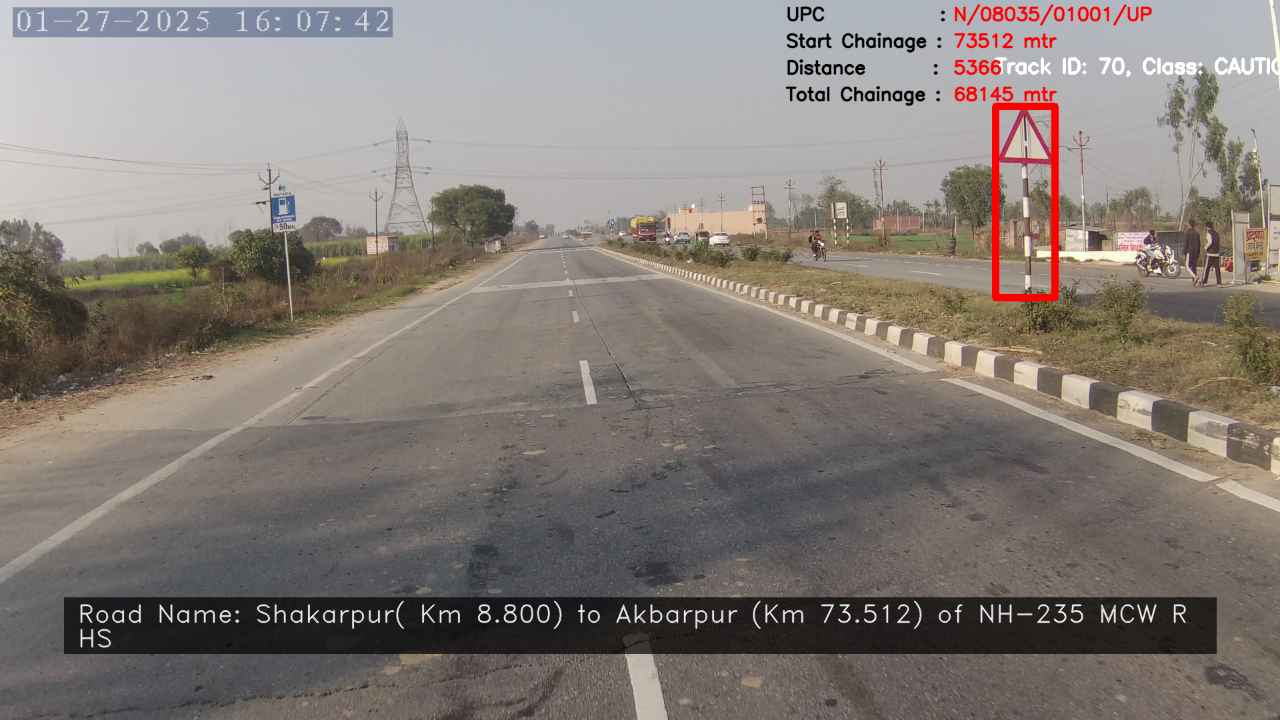 01-27-2025 16:07:42
UPC : N/08035/01001/UP
Start Chainage : 73512 mtr
Distance : 5366
Track ID: 70, Class: CAUTIO
Total Chainage : 68145 mtr
Road Name: Shakarpur( Km 8.800) to Akbarpur (Km 73.512) of NH-235 MCW R
HS